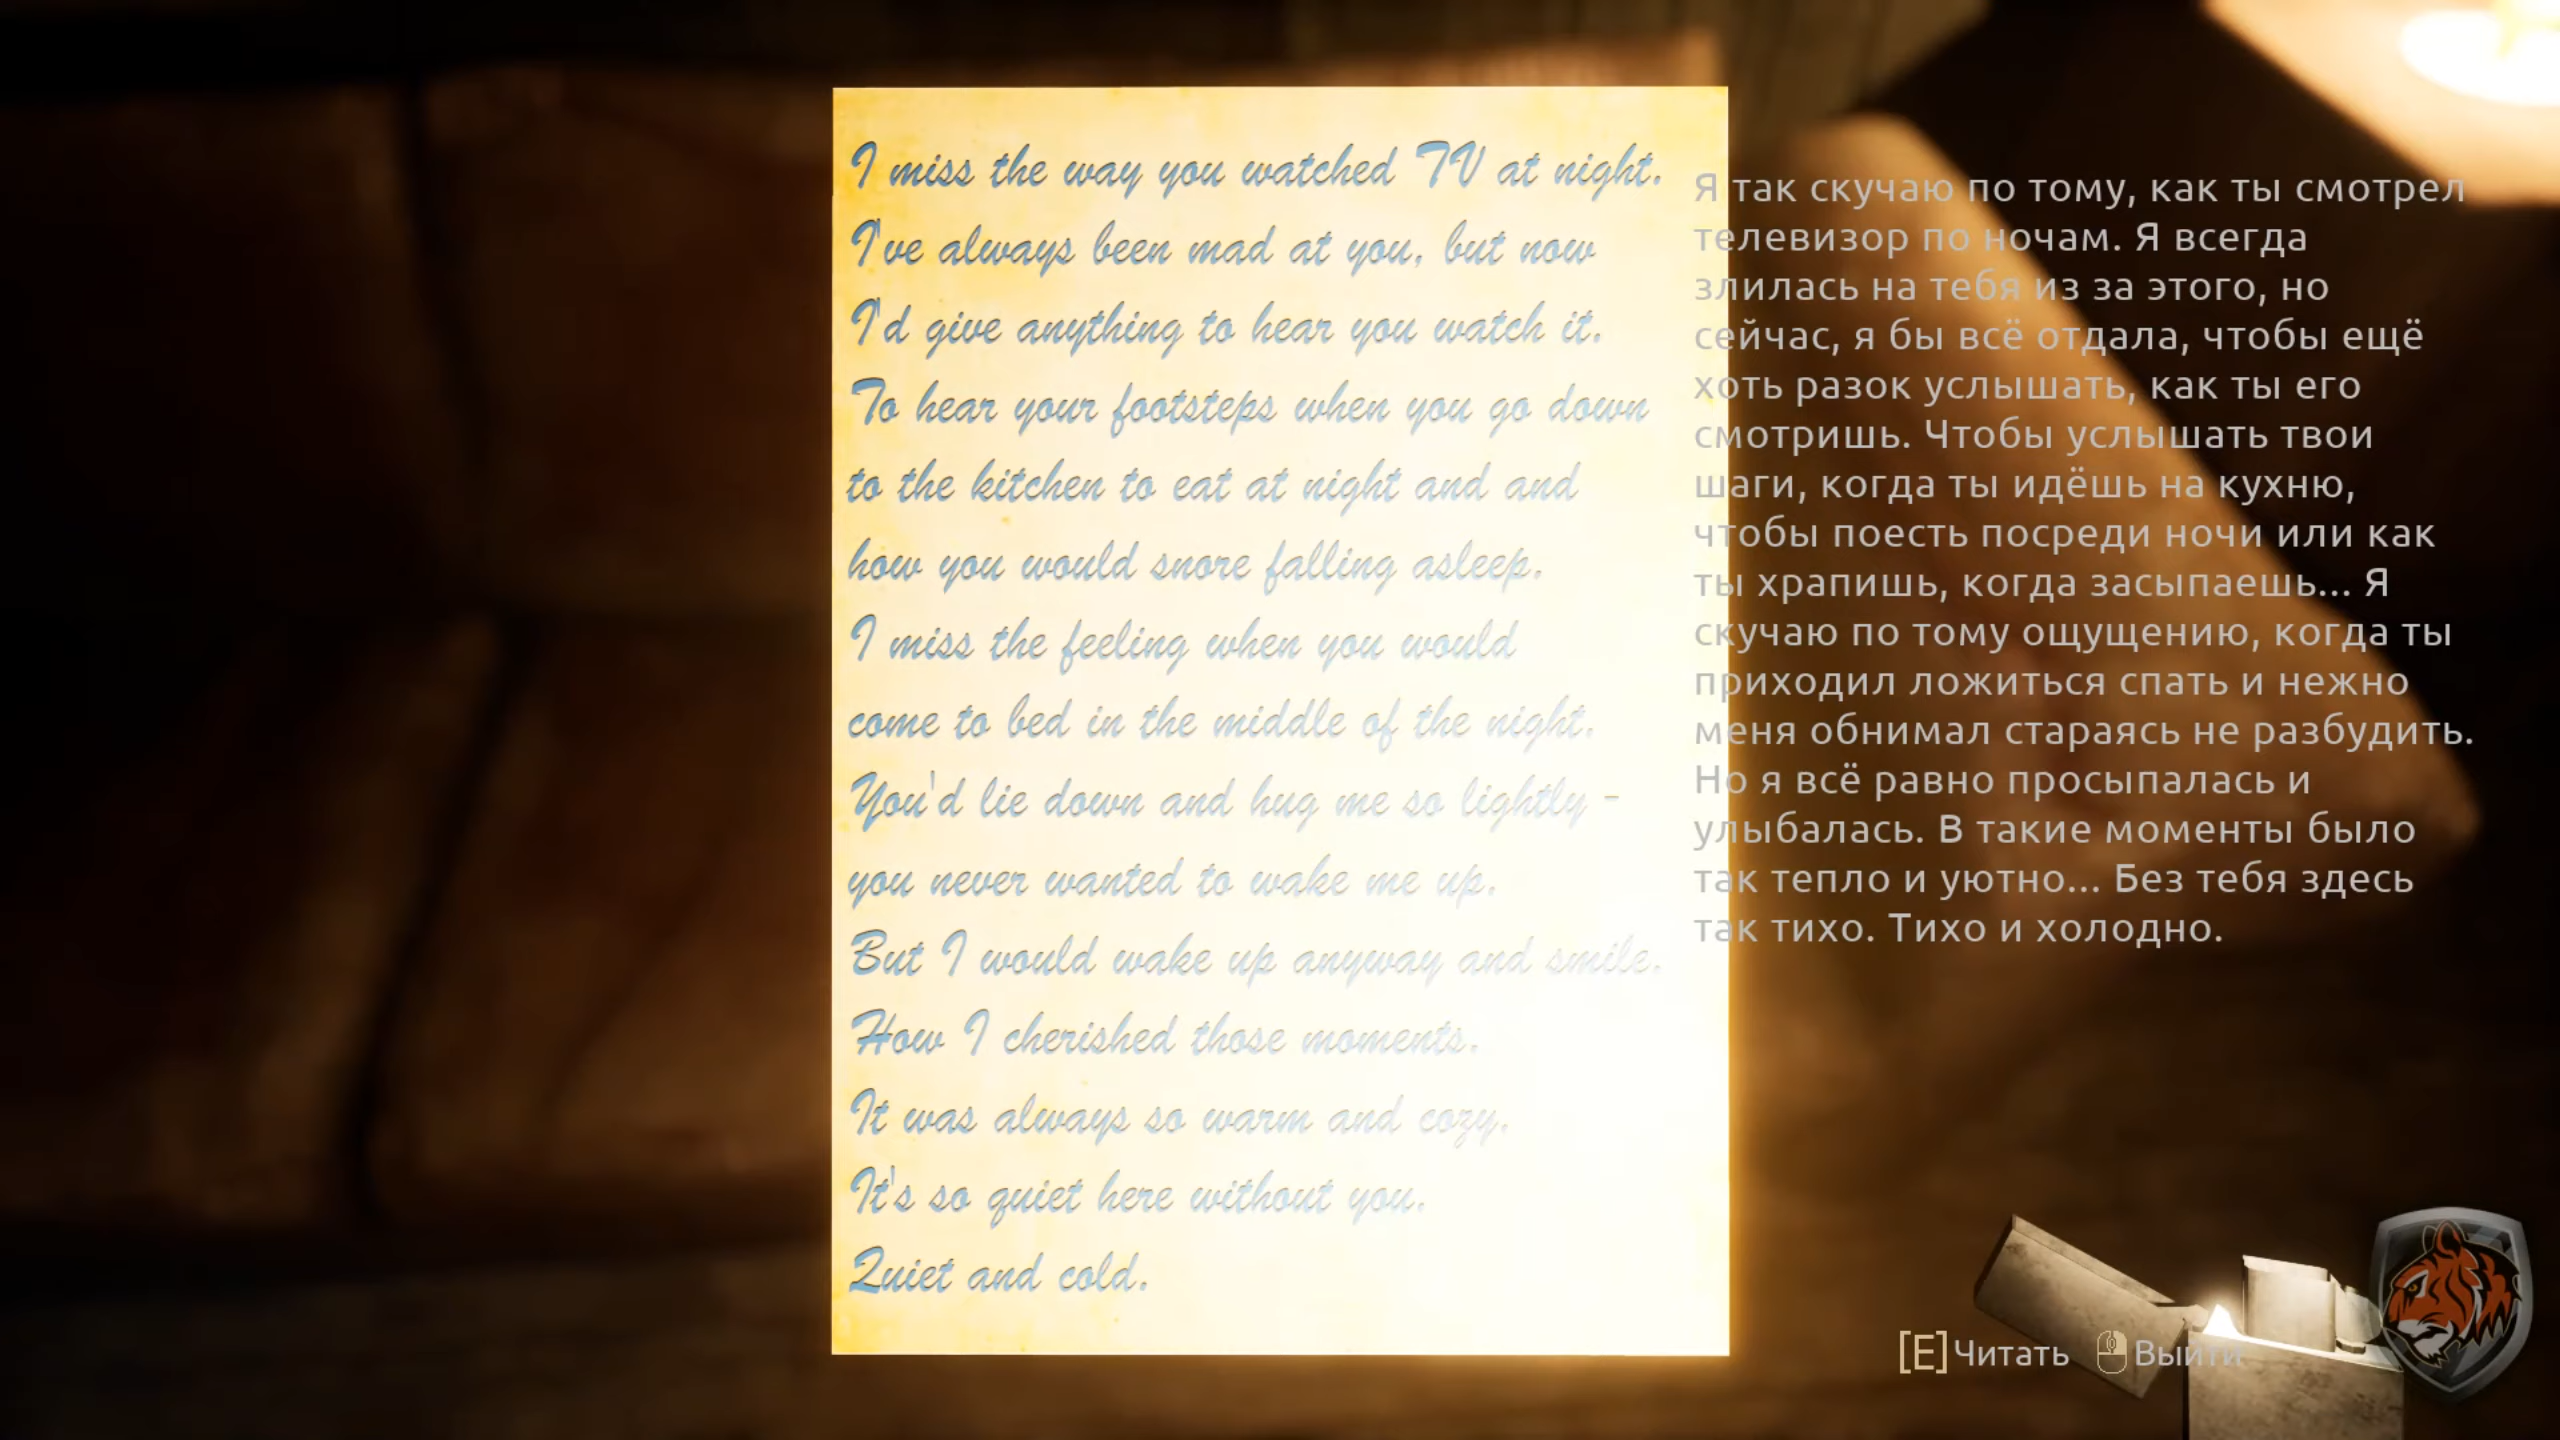 I miss the way you watched TV at night.
I've always been mad at you, but now
I'd give anything to hear you watch it.
To hear your footsteps when you go down
to the kitchen to eat at night and and
how you would snore falling asleep.
I miss the feeling when you would
come to bed in the middle of the night.
You'd lie down and hug me so lightly -
you never wanted to wake me up.
But I would wake up anyway and smile.
How I cherished those moments.
It was always so warm and cozy.
It's so quiet here without you.
Quiet and cold.
Я так скучаю по тому, как ты смотрел
телевизор по ночам. Я всегда
злилась на тебя из за этого, но
сейчас, я бы всё отдала, чтобы ещё
хоть разок услышать, как ты его
смотришь. Чтобы услышать твои
шаги, когда ты идёшь на кухню,
чтобы поесть посреди ночи или как
ты храпишь, когда засыпаешь... Я
скучаю по тому ощущению, когда ты
приходил ложиться спать и нежно
меня обнимал стараясь не разбудить.
Но я всё равно просыпалась и
улыбалась. В такие моменты было
так тепло и уютно... Без тебя здесь
так тихо. Тихо и холодно.
[E] Читать Выйти